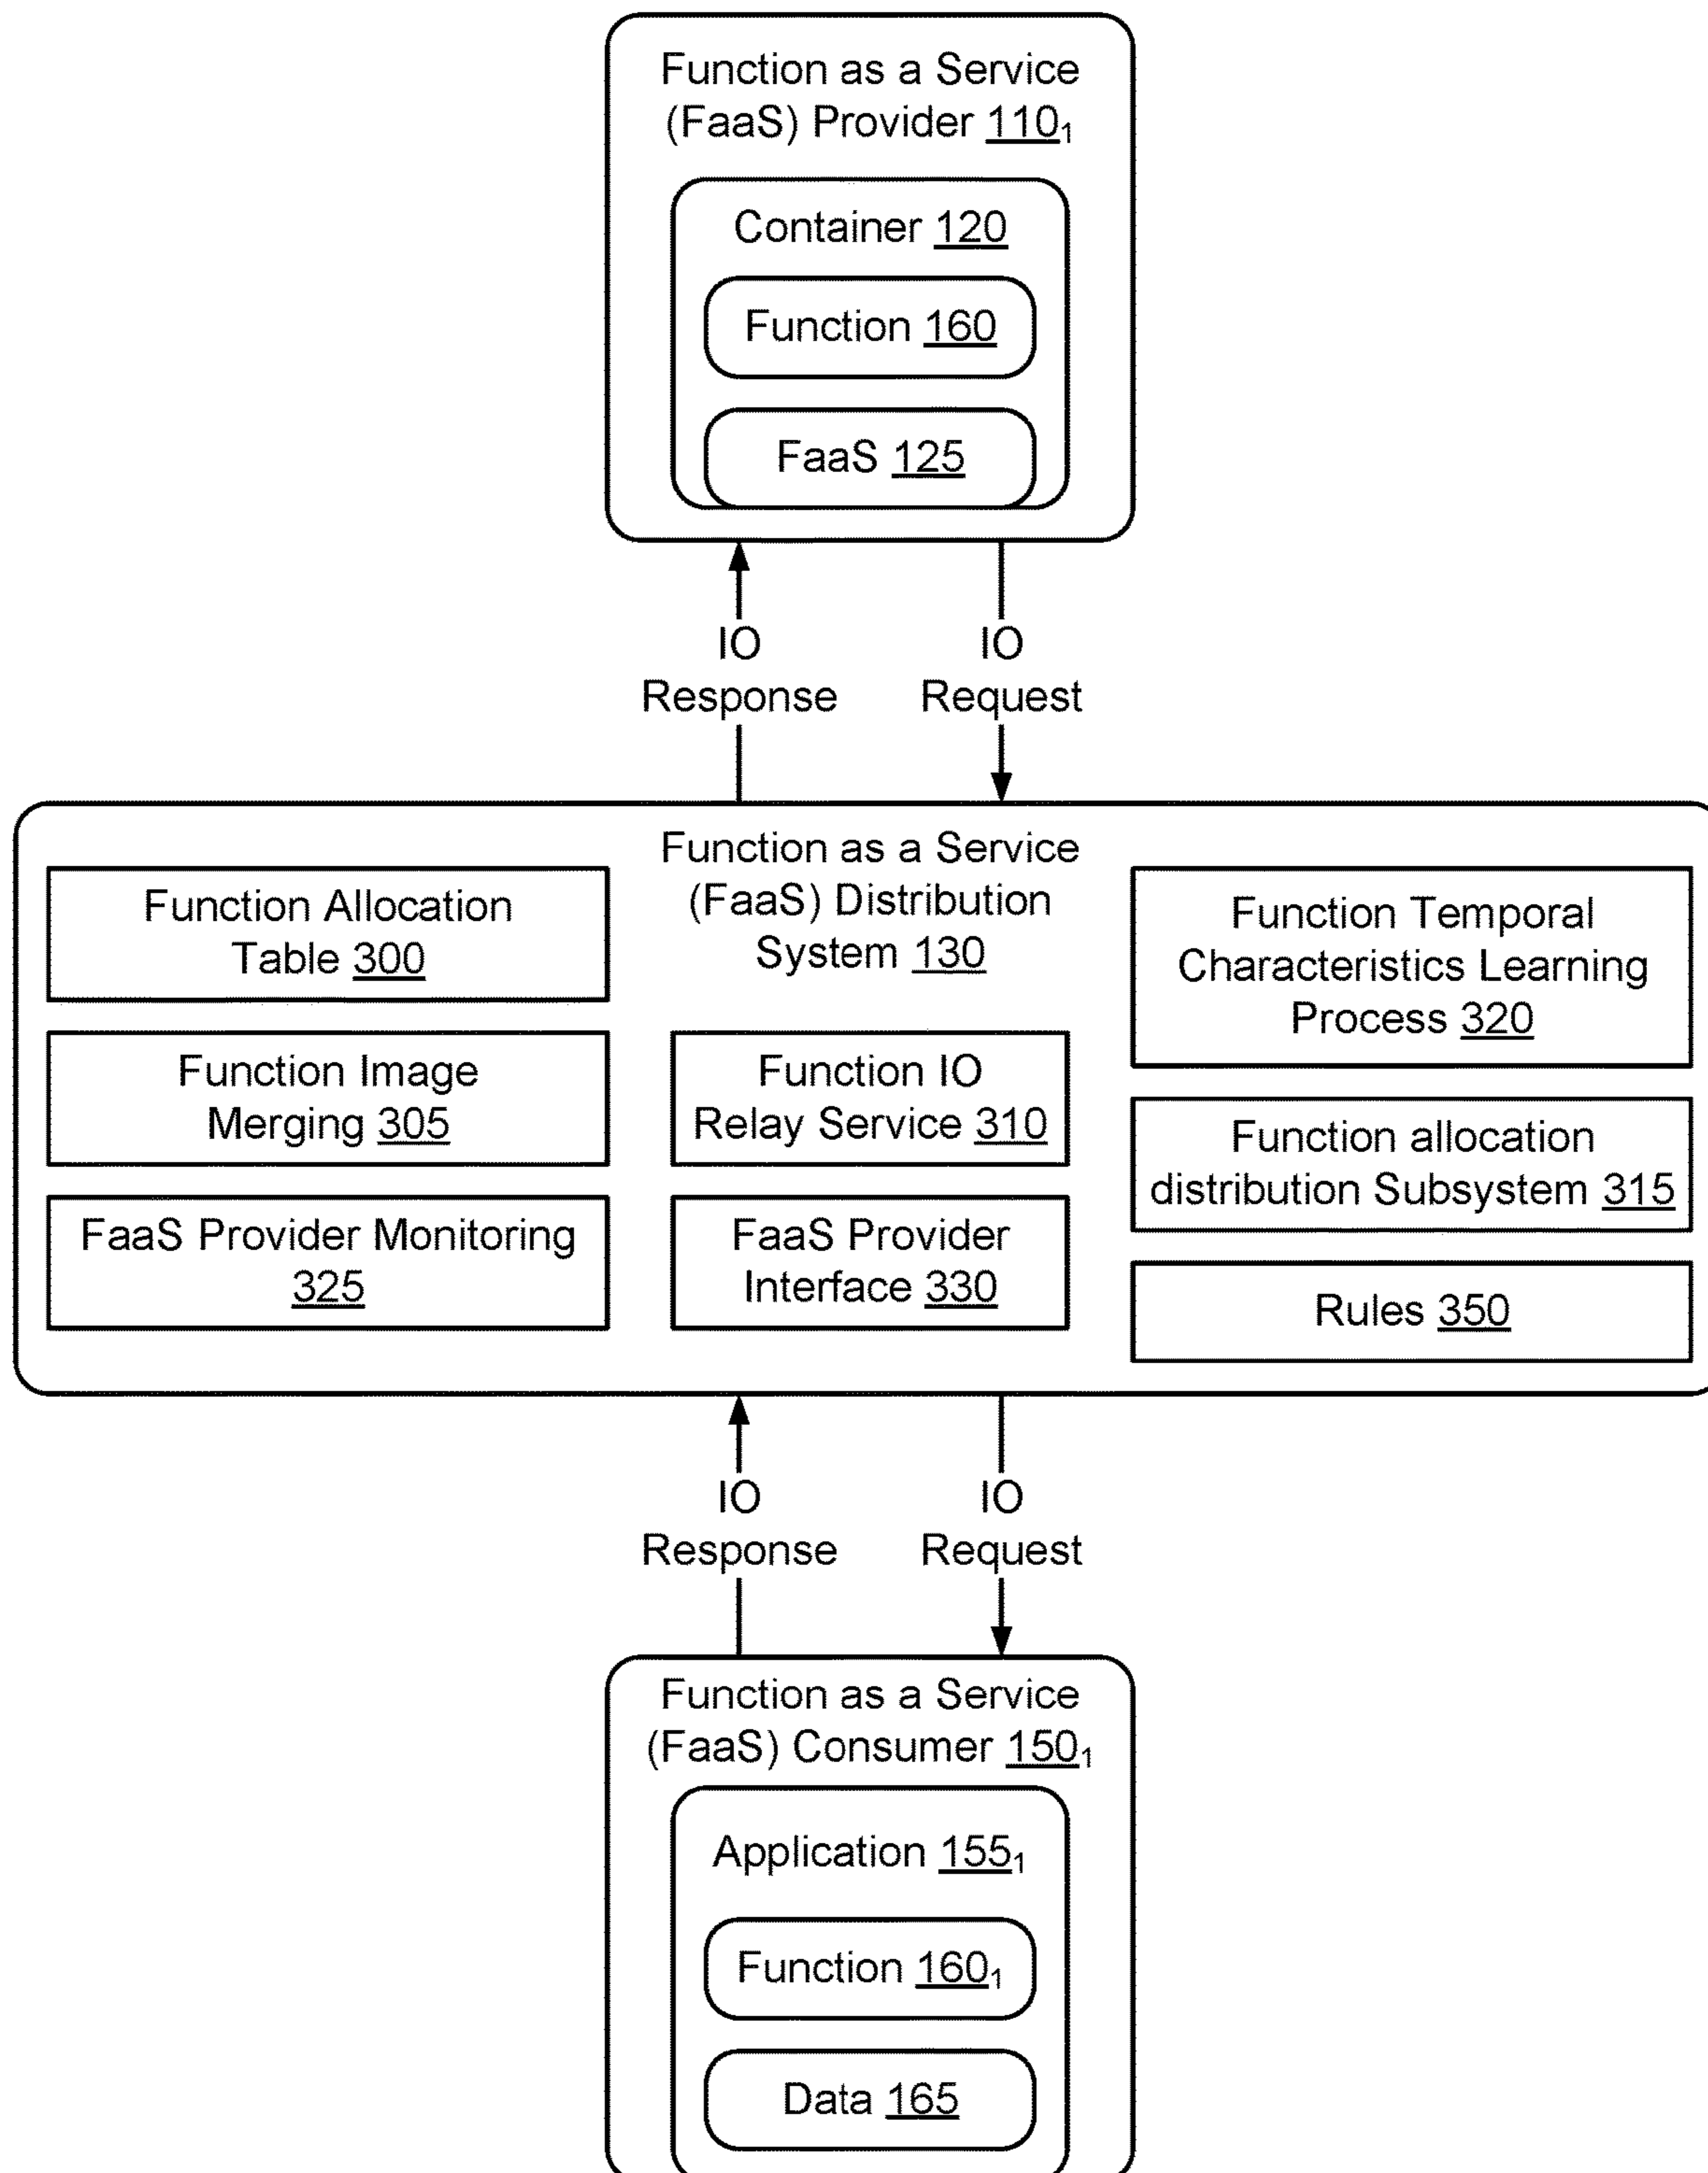 Function as a Service
(FaaS) Provider 110₁
Container 120
Function 160
FaaS 125
IO
Response
IO
Request
Function as a Service
(FaaS) Distribution
System 130
Function Allocation
Table 300
Function Image
Merging 305
FaaS Provider Monitoring
325
Function IO
Relay Service 310
FaaS Provider
Interface 330
Function Temporal
Characteristics Learning
Process 320
Function allocation
distribution Subsystem 315
Rules 350
IO
Response
IO
Request
Function as a Service
(FaaS) Consumer 150₁
Application 155₁
Function 160₁
Data 165